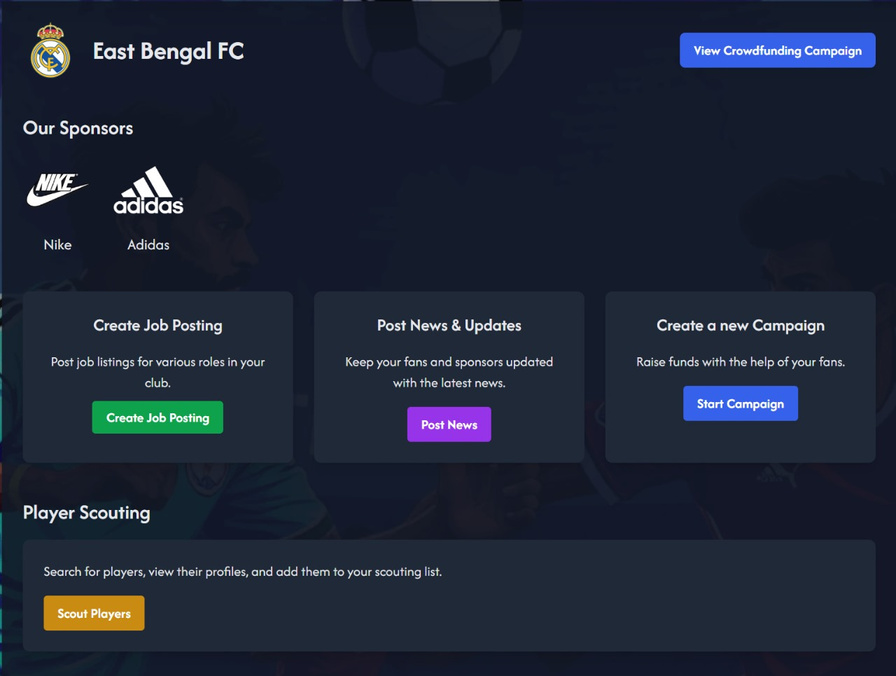 East Bengal FC
View Crowdfunding Campaign
Our Sponsors
NIKE
adidas
Nike
Adidas
Create Job Posting
Post job listings for various roles in your
club.
Create Job Posting
Post News & Updates
Keep your fans and sponsors updated
with the latest news.
Post News
Create a new Campaign
Raise funds with the help of your fans.
Start Campaign
Player Scouting
Search for players, view their profiles, and add them to your scouting list.
Scout Players